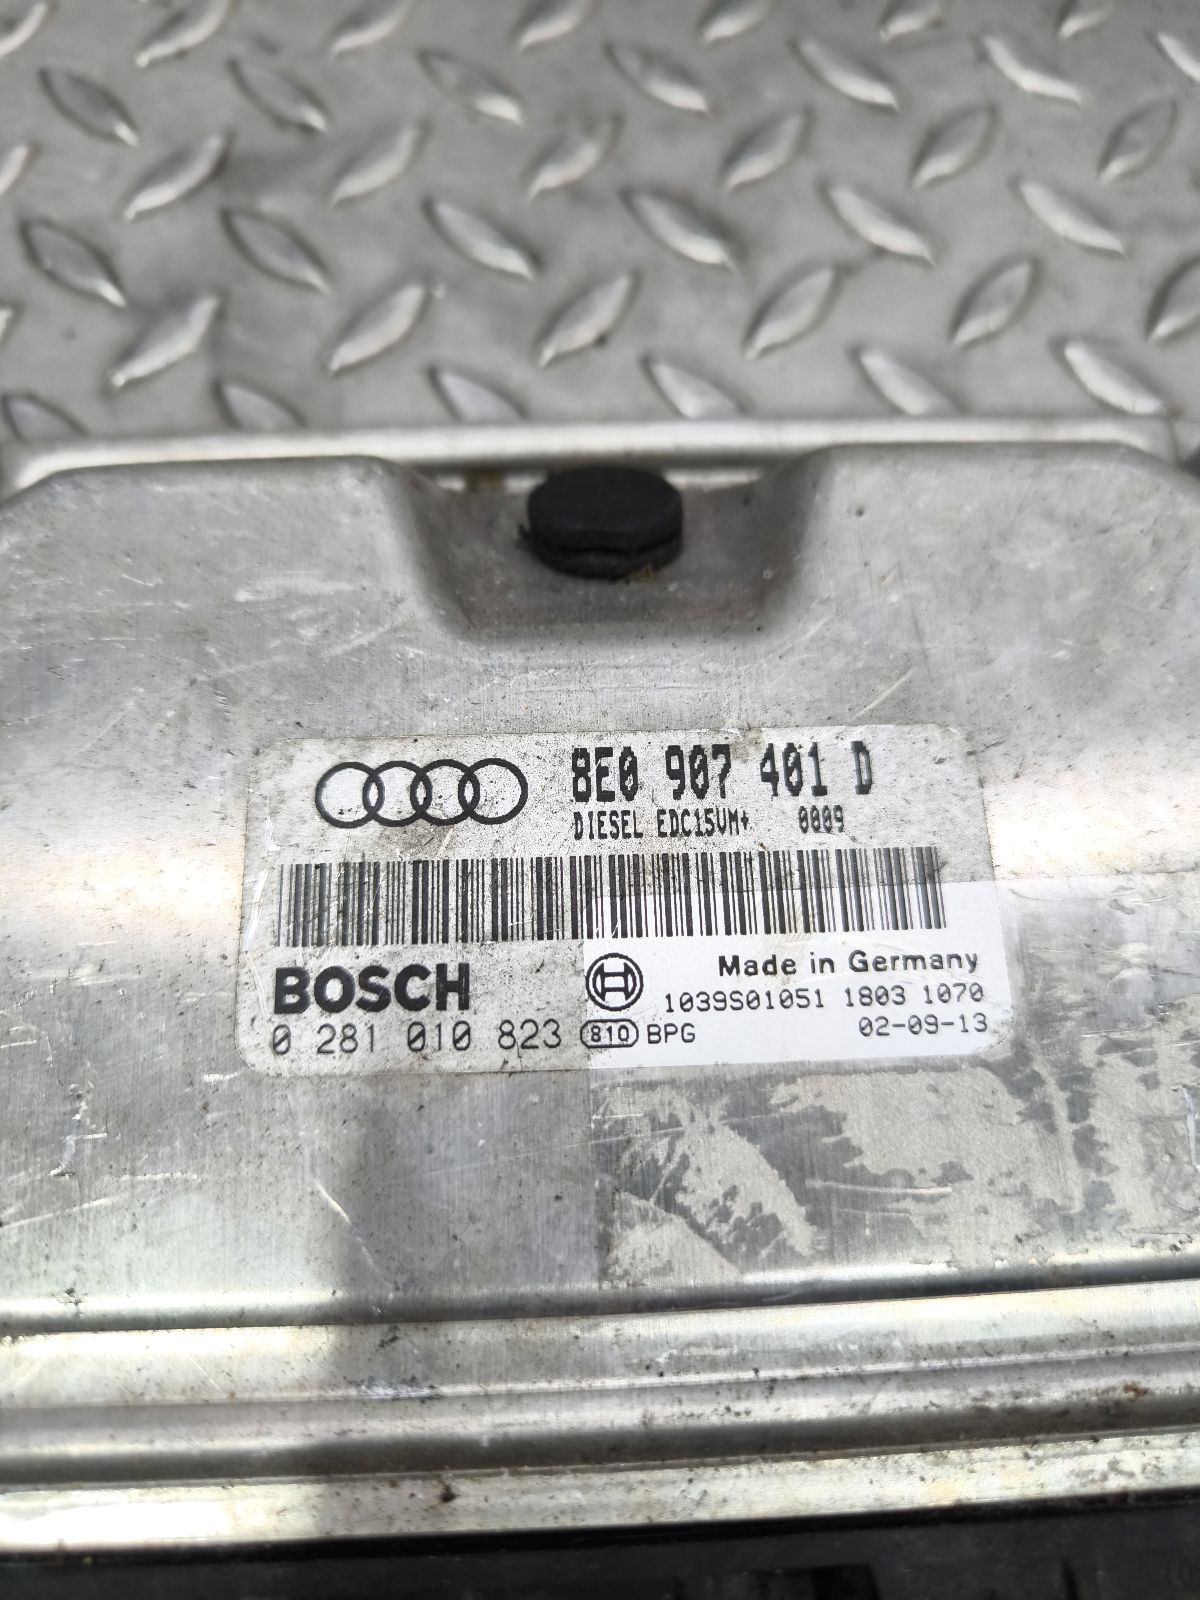 8E0 907 401 D
DIESEL EDC15VM+ 0009
BOSCH
Made in Germany
1039S01051 1803 1070
0 281 010 823 810 BPG 02-09-13